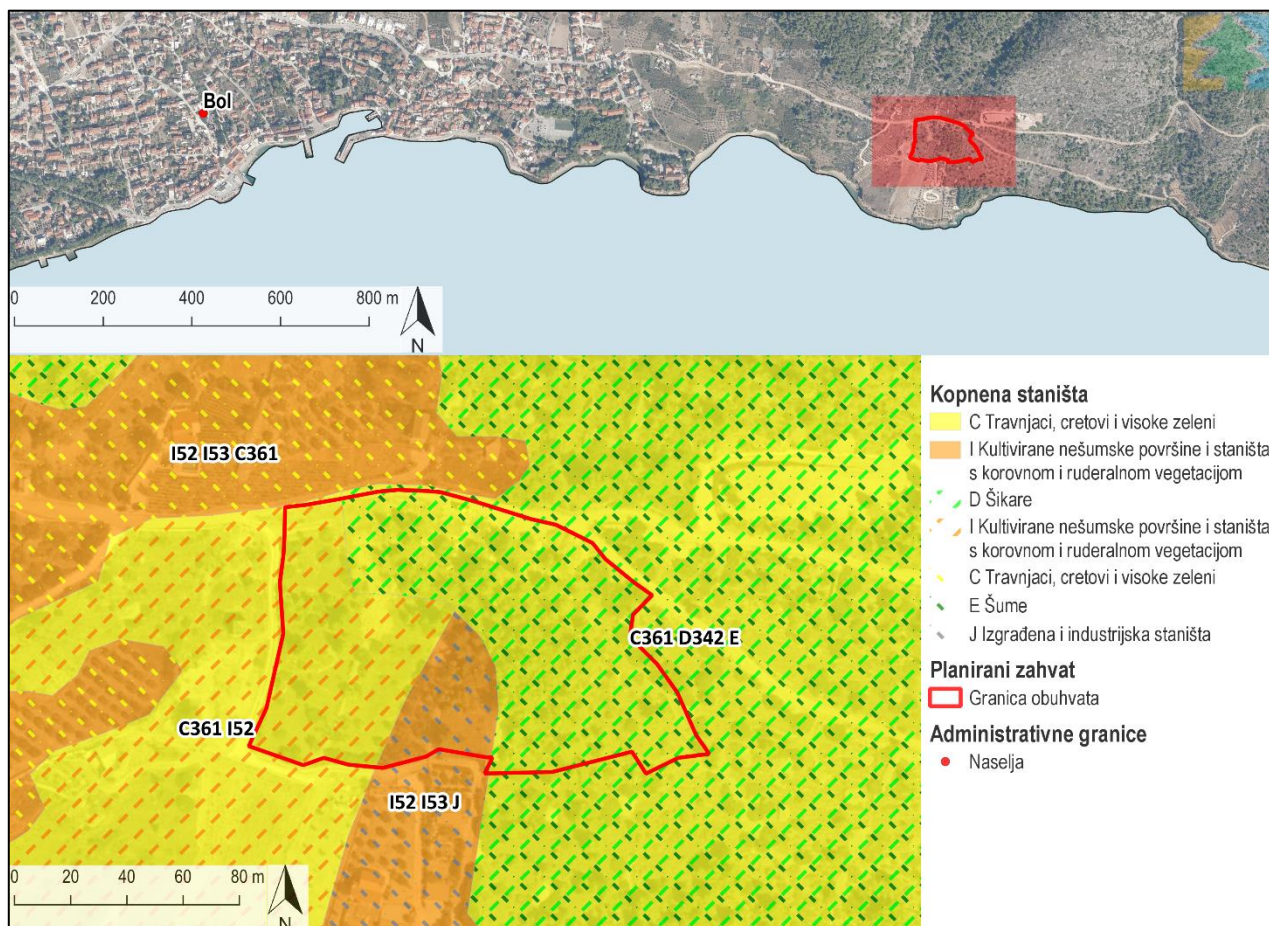 Bol
0 200 400 600 800 m
N
I52 I53 C361
C361 D342 E
C361 I52
I52 I53 J
0 20 40 60 80 m
N
Kopnena staništa
C Travnjaci, cretovi i visoke zeleni
I Kultivirane nešumske površine i staništa
s korovnom i ruderalnom vegetacijom
D Šikare
I Kultivirane nešumske površine i staništa
s korovnom i ruderalnom vegetacijom
C Travnjaci, cretovi i visoke zeleni
E Šume
J Izgrađena i industrijska staništa
Planirani zahvat
Granica obuhvata
Administrativne granice
Naselja